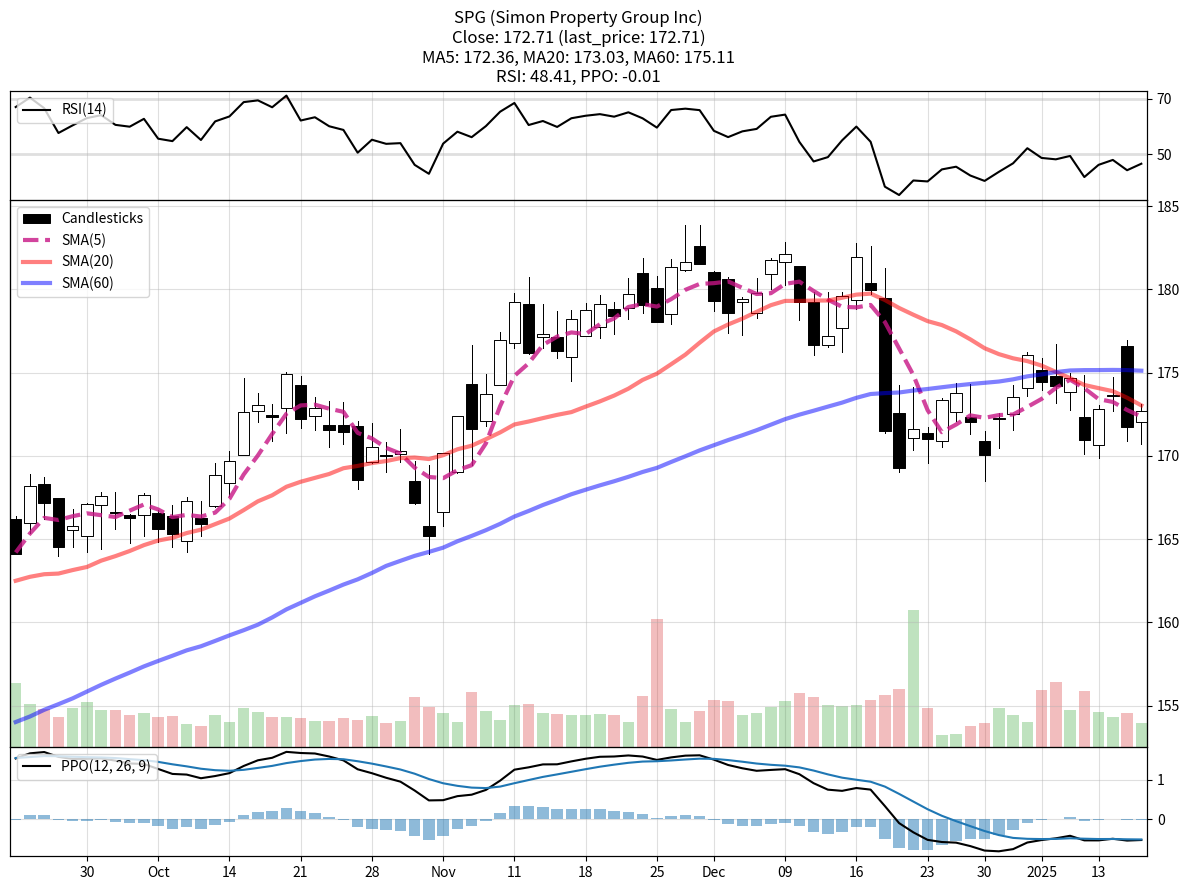 SPG (Simon Property Group Inc)
Close: 172.71 (last_price: 172.71)
MA5: 172.36, MA20: 173.03, MA60: 175.11
RSI: 48.41, PPO: -0.01
RSI(14)
70
50
Candlesticks
SMA(5)
SMA(20)
SMA(60)
185
180
175
170
165
160
155
PPO(12, 26, 9)
1
0
30 Oct 14 21 28 Nov 11 18 25 Dec 09 16 23 30 2025 13